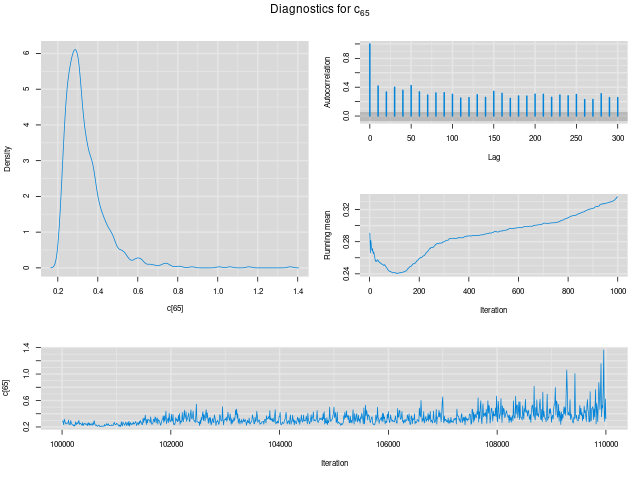 Diagnostics for c65
Density
0 1 2 3 4 5 6
0.2 0.4 0.6 0.8 1.0 1.2 1.4
c[65]
Autocorrelation
0.0 0.4 0.8
0 50 100 150 200 250 300
Lag
Running mean
0.24 0.28 0.32
0 200 400 600 800 1000
Iteration
c[65]
0.2 0.6 1.0 1.4
100000 102000 104000 106000 108000 110000
Iteration